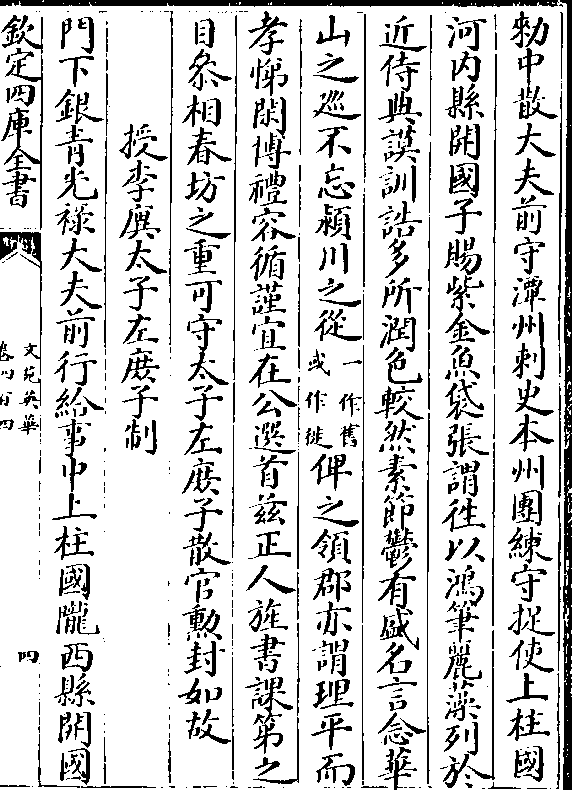 勅中散大夫前守潭州刺史本州團練守捉使上柱國
河内縣開國子賜紫金魚袋張謂往以鴻筆麗藻列於
近侍典謨訓誥多所潤色較然素節鬱有盛名言念華
山之巡不忘潁川之從一作舊或作徙俾之領郡亦謂理平而
孝悌閑博禮容循謹宜在公選首兹正人旌書課第之
目叅相春坊之重可守太子左庶子散官勲封如故
授李廙太子左庶子制
門下銀青光禄大夫前行給事中上柱國隴西縣開國
欽定四庫全書
文苑英華
卷四百四
四